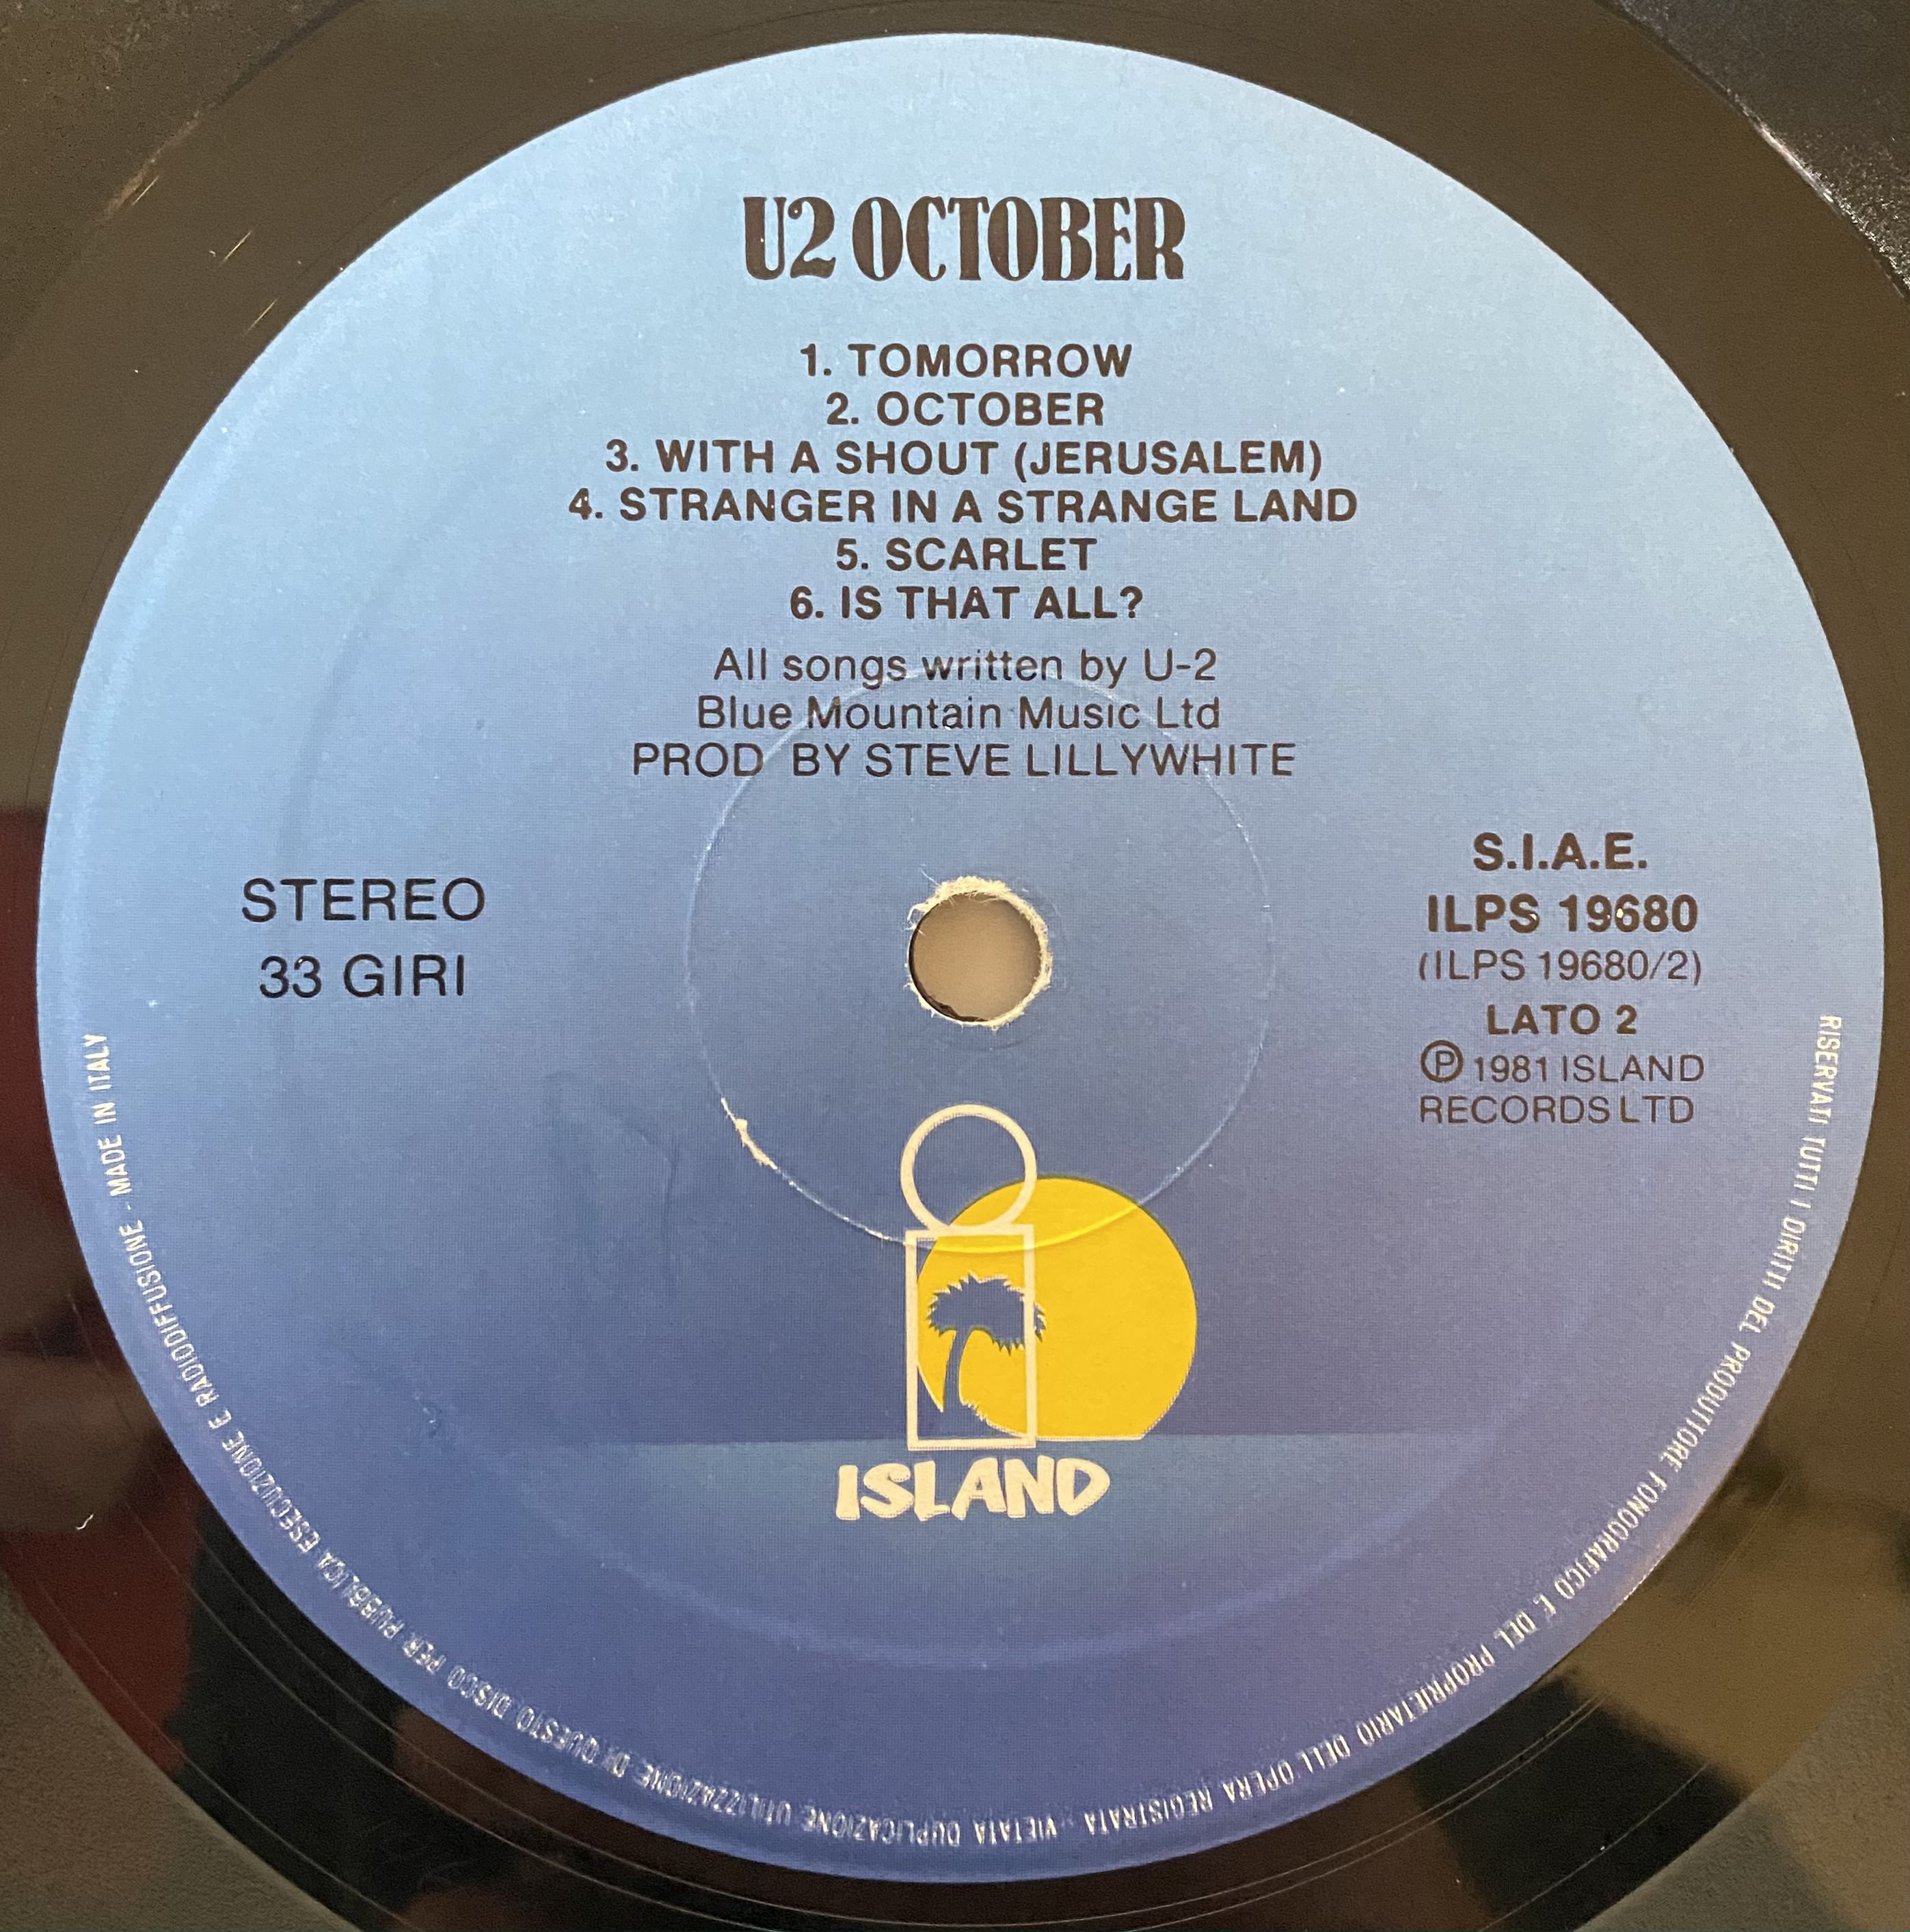 U2 OCTOBER
1. TOMORROW
2. OCTOBER
3. WITH A SHOUT (JERUSALEM)
4. STRANGER IN A STRANGE LAND
5. SCARLET
6. IS THAT ALL?
All songs written by U-2
Blue Mountain Music Ltd
PROD BY STEVE LILLYWHITE
STEREO
33 GIRI
S.I.A.E.
ILPS 19680
(ILPS 19680/2)
LATO 2
Ⓟ 1981 ISLAND
RECORDS LTD
ISLAND
RISERVATI TUTTI I DIRITTI DEL PRODUTTORE FONOGRAFICO E DEL PROPRIETARIO DELL'OPERA REGISTRATA - VIETATA DUPLICAZIONE UTILIZZAZIONE DI QUESTO DISCO PER PUBBLICA ESECUZIONE E RADIODIFFUSIONE - MADE IN ITALY